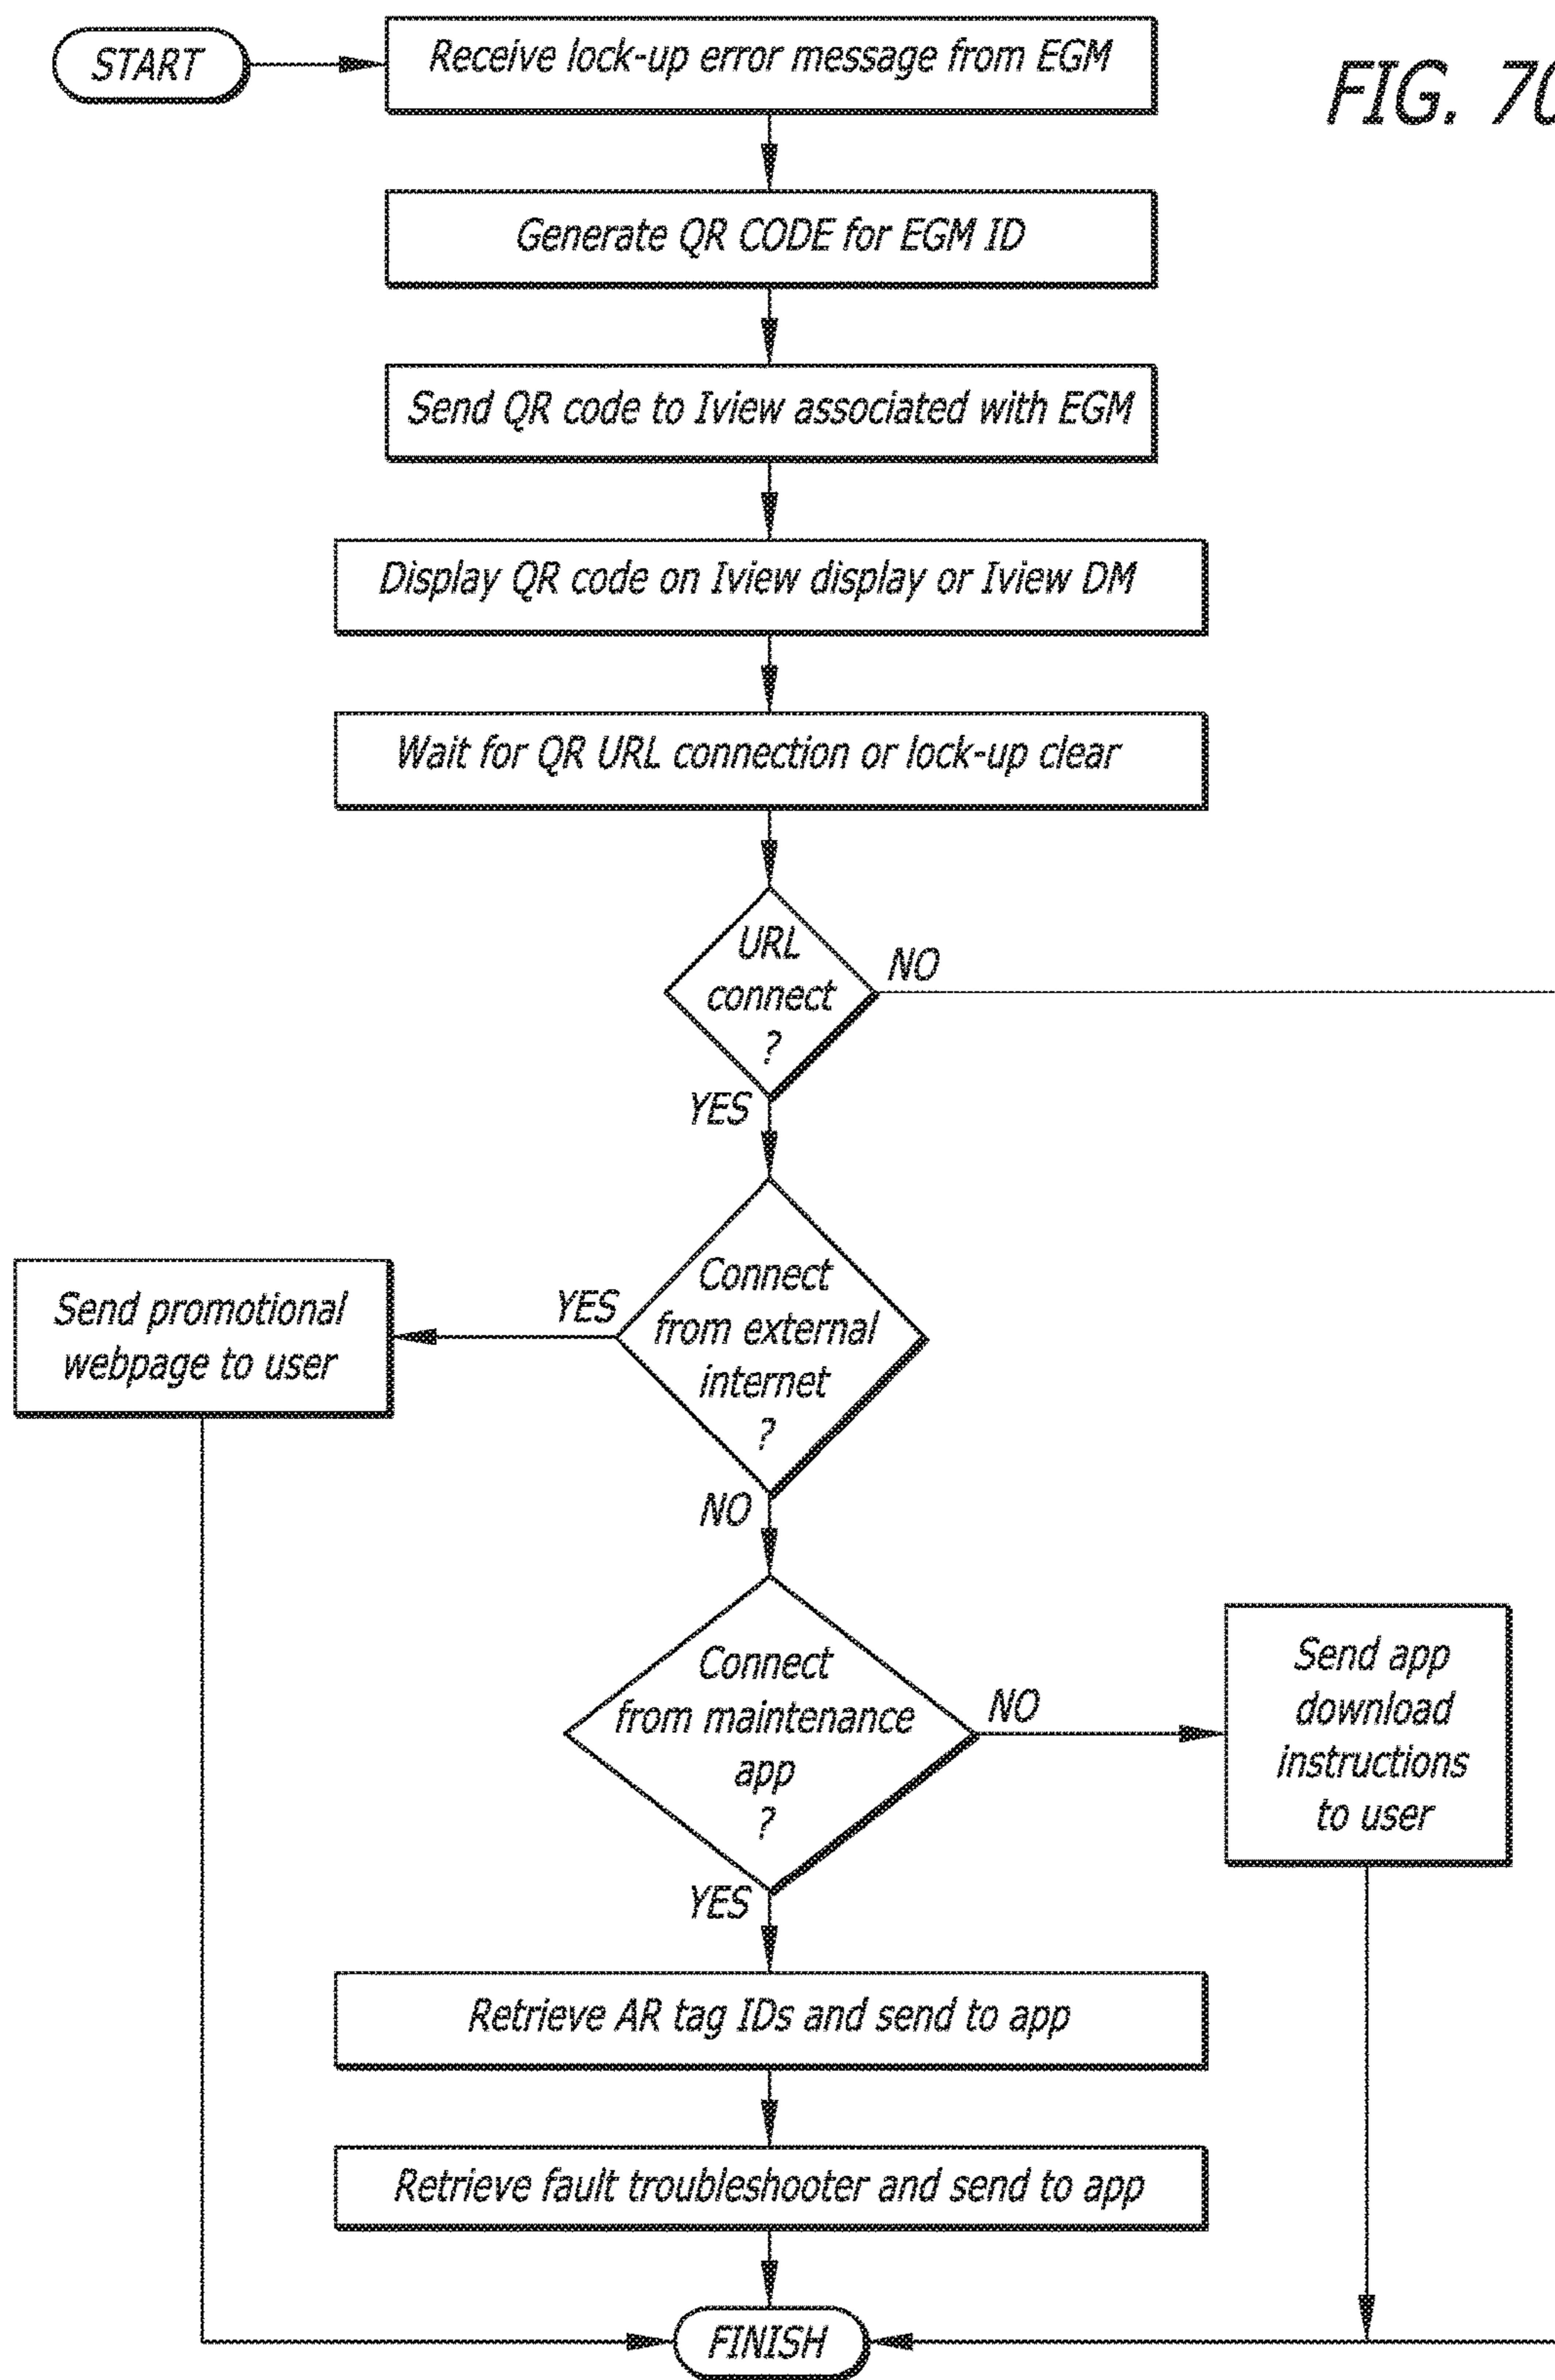 START
Receive lock-up error message from EGM
FIG. 70
Generate QR CODE for EGM ID
Send QR code to Iview associated with EGM
Display QR code on Iview display or Iview DM
Wait for QR URL connection or lock-up clear
URL
connect
?
NO
YES
Connect
from external
internet
?
YES
Send promotional
webpage to user
NO
Connect
from maintenance
app
?
NO
Send app
download
instructions
to user
YES
Retrieve AR tag IDs and send to app
Retrieve fault troubleshooter and send to app
FINISH